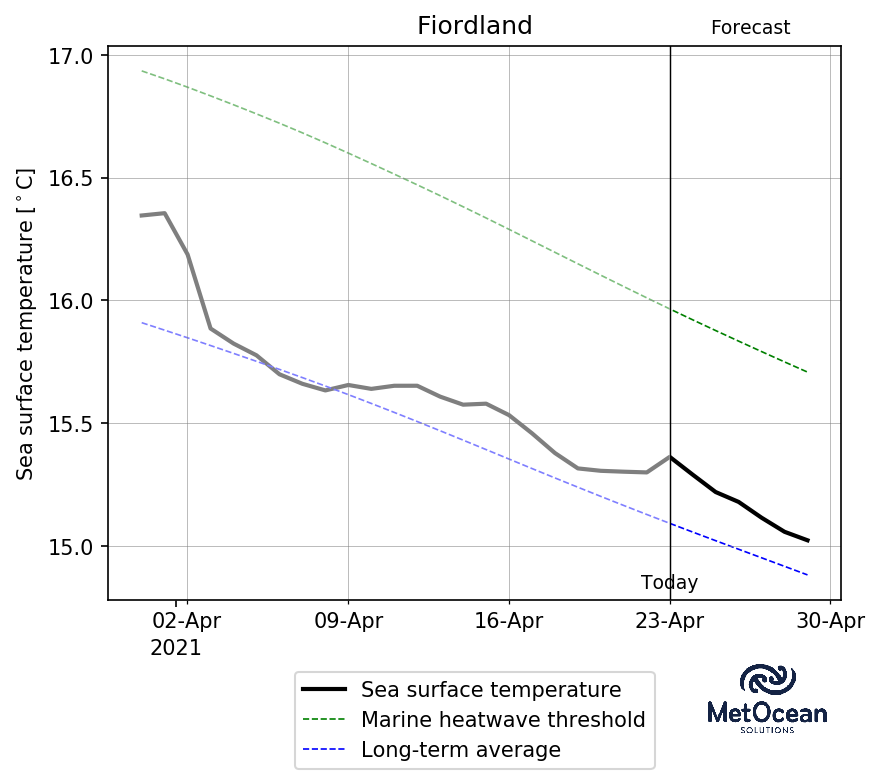 Fiordland
Forecast
Sea surface temperature [°C]
17.0
16.5
16.0
15.5
15.0
Today
02-Apr
09-Apr
16-Apr
23-Apr
30-Apr
2021
Sea surface temperature
Marine heatwave threshold
Long-term average
MetOcean
SOLUTIONS